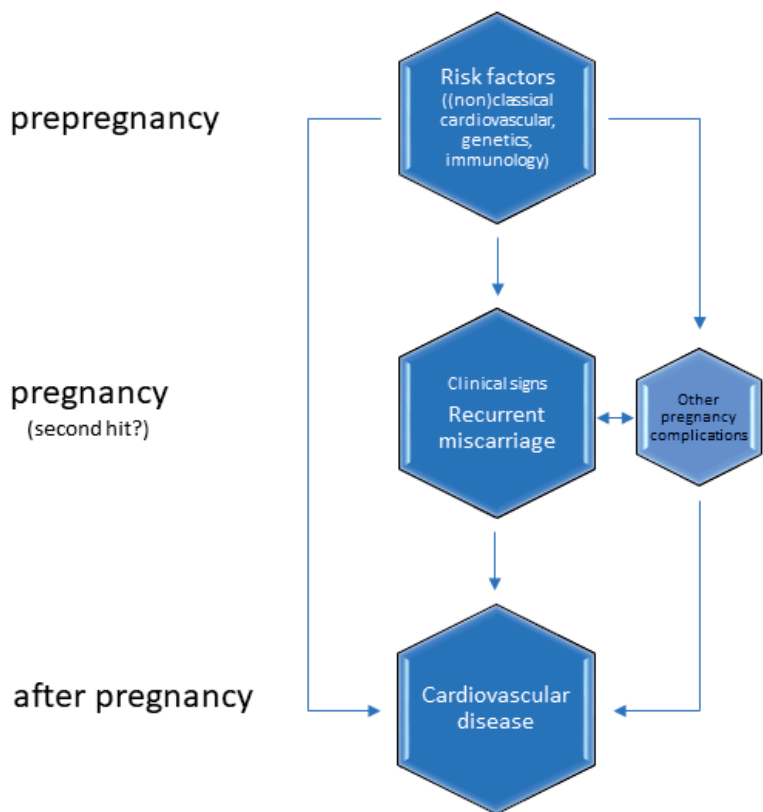 prepregnancy
Risk factors
((non)classical
cardiovascular,
genetics,
immunology)
pregnancy
(second hit?)
Clinical signs
Recurrent
miscarriage
Other
pregnancy
complications
after pregnancy
Cardiovascular
disease